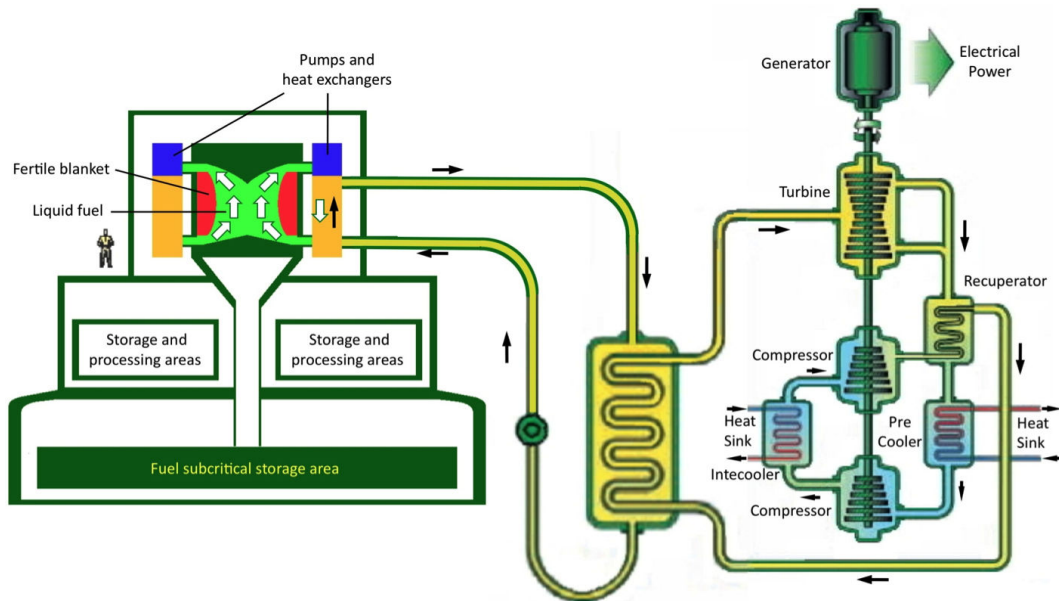 Pumps and
heat exchangers
Fertile blanket
Liquid fuel
Storage and
processing areas
Storage and
processing areas
Fuel subcritical storage area
Generator
Electrical
Power
Turbine
Recuperator
Compressor
Heat
Sink
Intecooler
Pre
Cooler
Heat
Sink
Compressor